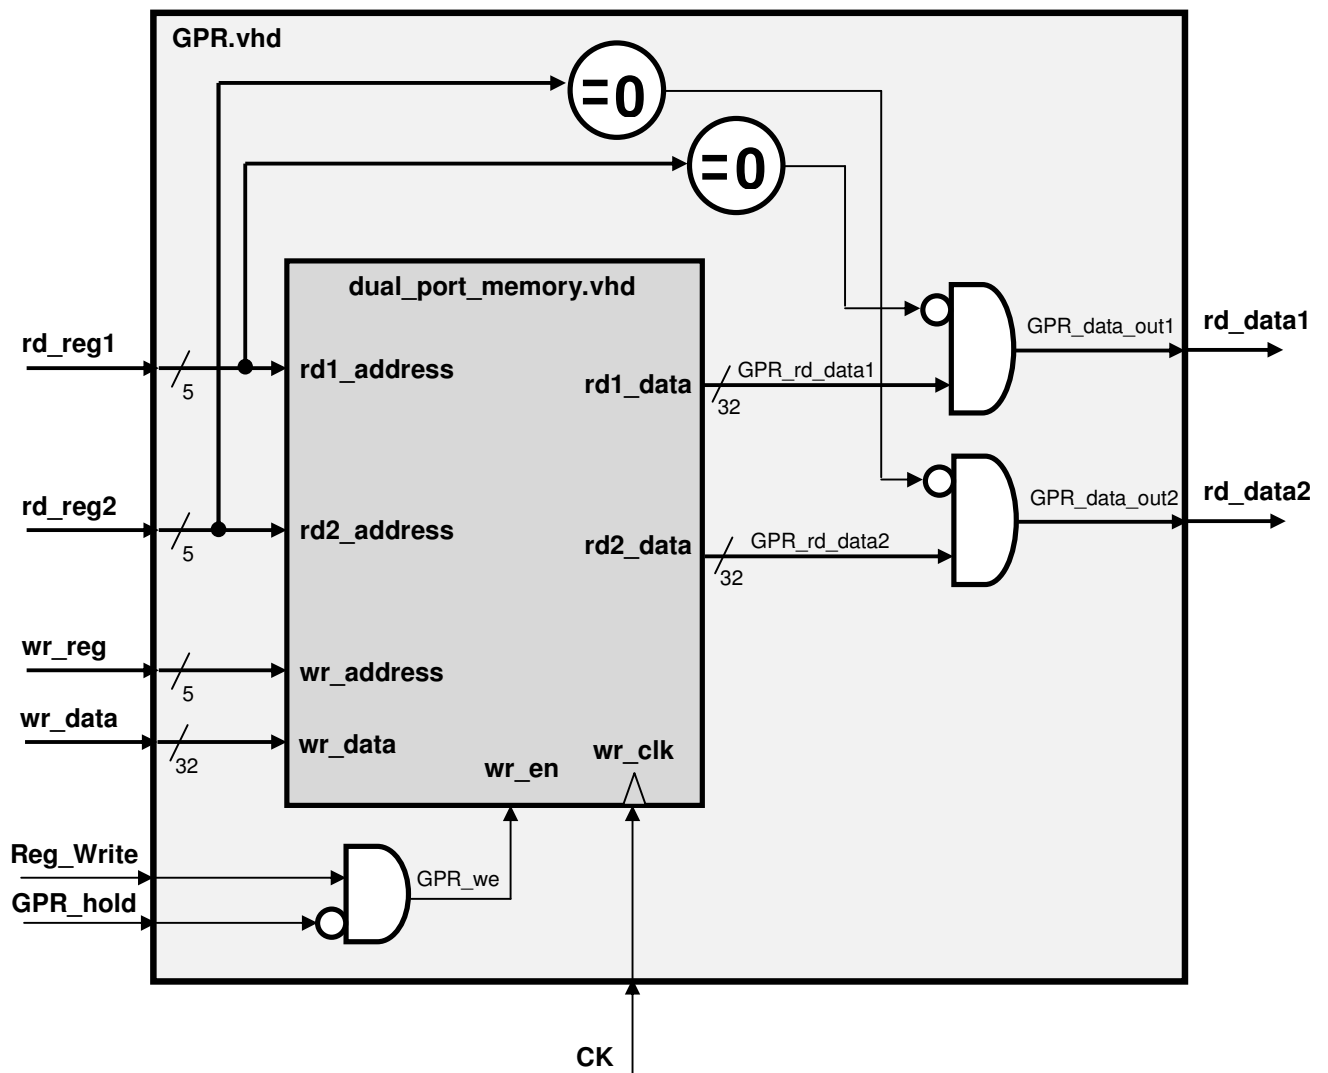 GPR.vhd
=0
=0
dual_port_memory.vhd
rd_reg1
5
rd1_address
rd1_data
GPR_rd_data1
32
GPR_data_out1
rd_data1
rd_reg2
5
rd2_address
rd2_data
GPR_rd_data2
32
GPR_data_out2
rd_data2
wr_reg
5
wr_address
wr_data
32
wr_data
wr_en
wr_clk
Reg_Write
GPR_hold
GPR_we
CK